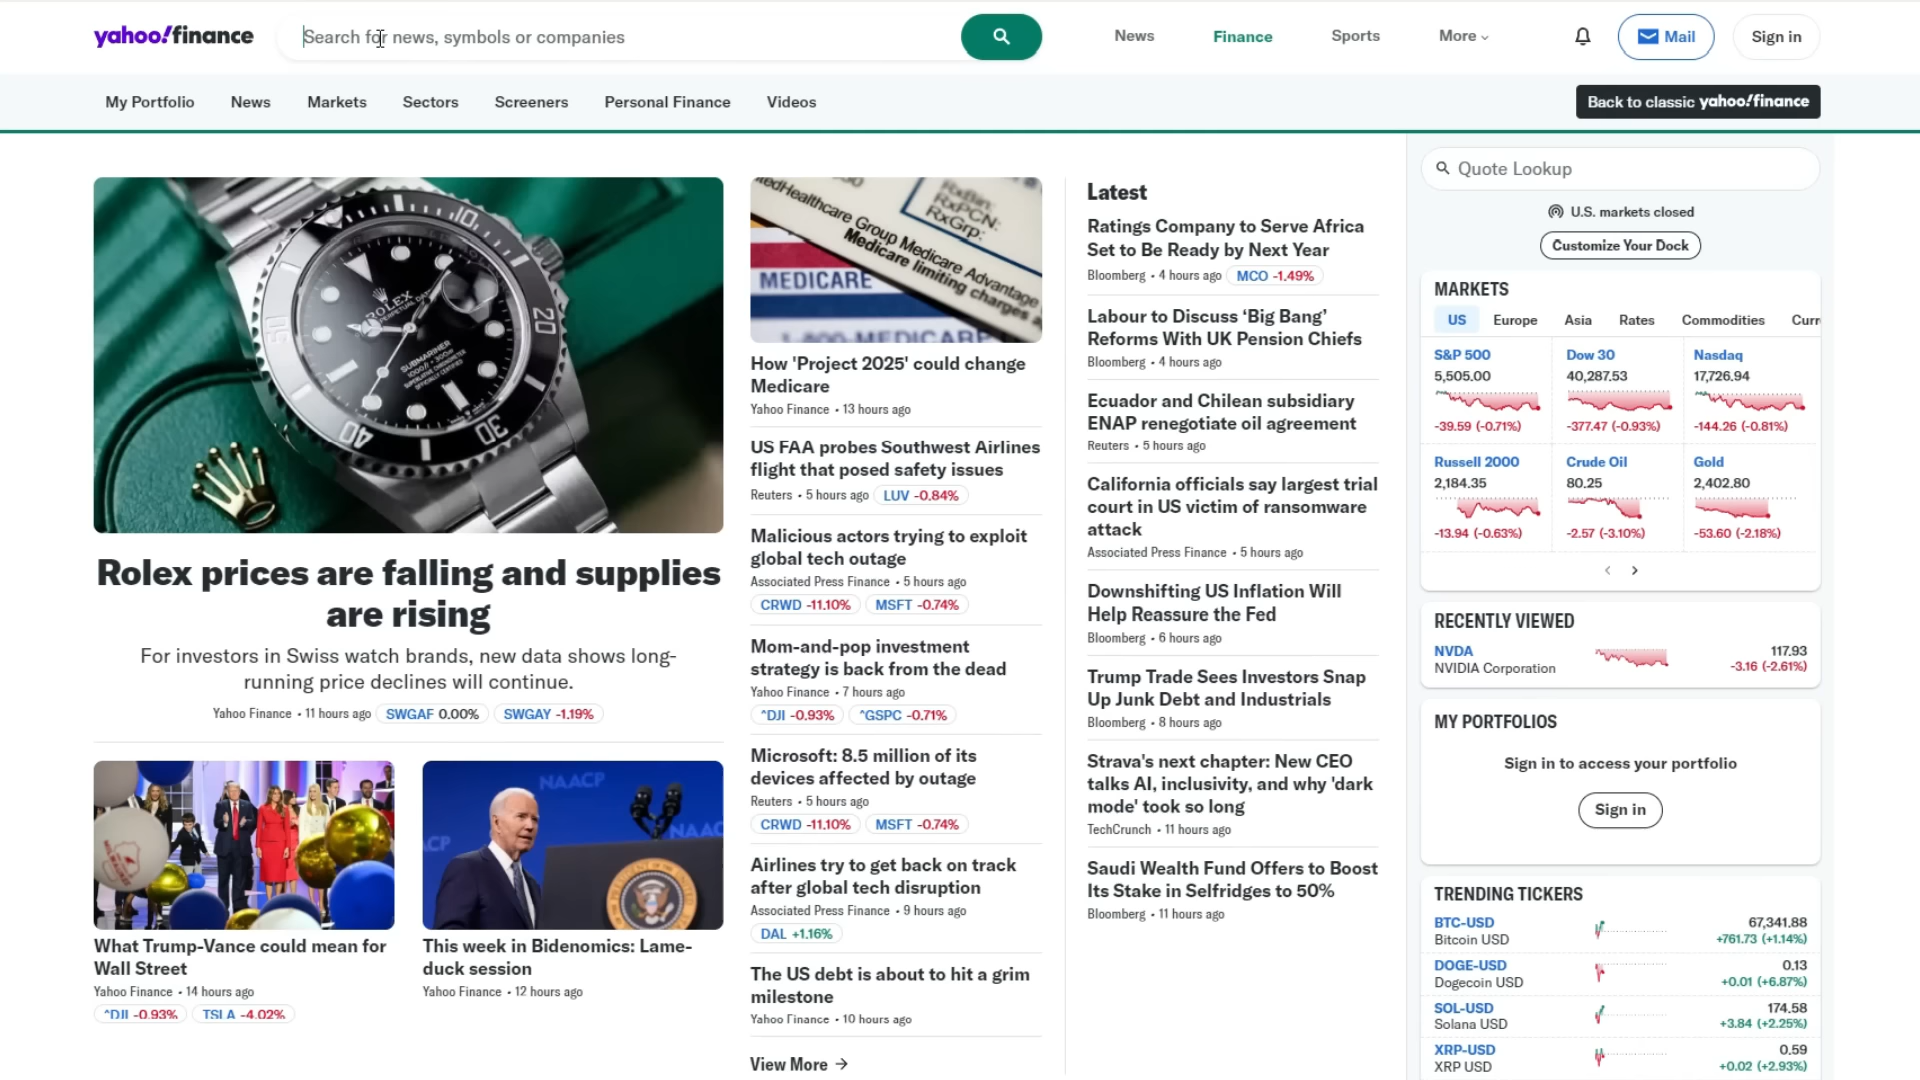 yahoo!finance
Search for news, symbols or companies
News
Finance
Sports
More
Mail
Sign in
My Portfolio
News
Markets
Sectors
Screeners
Personal Finance
Videos
Back to classic yahoo!finance
ROLEX
SUBMARINER
Rolex prices are falling and supplies
are rising
For investors in Swiss watch brands, new data shows long-
running price declines will continue.
Yahoo Finance • 11 hours ago SWGAF 0.00% SWGAY -1.19%
What Trump-Vance could mean for
Wall Street
Yahoo Finance • 14 hours ago
^DJI -0.93% TSLA -4.02%
NAACP
This week in Bidenomics: Lame-
duck session
Yahoo Finance • 12 hours ago
RxBin:
RxPCN:
RxGrp:
edHealthcare Group Medicare Advantage
Medicare limiting charges
MEDICARE
1-800-MEDICARE
How 'Project 2025' could change
Medicare
Yahoo Finance • 13 hours ago
US FAA probes Southwest Airlines
flight that posed safety issues
Reuters • 5 hours ago LUV -0.84%
Malicious actors trying to exploit
global tech outage
Associated Press Finance • 5 hours ago
CRWD -11.10% MSFT -0.74%
Mom-and-pop investment
strategy is back from the dead
Yahoo Finance • 7 hours ago
^DJI -0.93% ^GSPC -0.71%
Microsoft: 8.5 million of its
devices affected by outage
Reuters • 5 hours ago
CRWD -11.10% MSFT -0.74%
Airlines try to get back on track
after global tech disruption
Associated Press Finance • 9 hours ago
DAL +1.16%
The US debt is about to hit a grim
milestone
Yahoo Finance • 10 hours ago
View More
Latest
Ratings Company to Serve Africa
Set to Be Ready by Next Year
Bloomberg • 4 hours ago MCO -1.49%
Labour to Discuss ‘Big Bang’
Reforms With UK Pension Chiefs
Bloomberg • 4 hours ago
Ecuador and Chilean subsidiary
ENAP renegotiate oil agreement
Reuters • 5 hours ago
California officials say largest trial
court in US victim of ransomware
attack
Associated Press Finance • 5 hours ago
Downshifting US Inflation Will
Help Reassure the Fed
Bloomberg • 6 hours ago
Trump Trade Sees Investors Snap
Up Junk Debt and Industrials
Bloomberg • 8 hours ago
Strava's next chapter: New CEO
talks AI, inclusivity, and why 'dark
mode' took so long
TechCrunch • 11 hours ago
Saudi Wealth Fund Offers to Boost
Its Stake in Selfridges to 50%
Bloomberg • 11 hours ago
Quote Lookup
U.S. markets closed
Customize Your Dock
MARKETS
US Europe Asia Rates Commodities Curr
S&P 500 Dow 30 Nasdaq
5,505.00 40,287.53 17,726.94
-39.59 (-0.71%) -377.47 (-0.93%) -144.26 (-0.81%)
Russell 2000 Crude Oil Gold
2,184.35 80.25 2,402.80
-13.94 (-0.63%) -2.57 (-3.10%) -53.60 (-2.18%)
RECENTLY VIEWED
NVDA 117.93
NVIDIA Corporation -3.16 (-2.61%)
MY PORTFOLIOS
Sign in to access your portfolio
Sign in
TRENDING TICKERS
BTC-USD 67,341.88
Bitcoin USD +761.73 (+1.14%)
DOGE-USD 0.13
Dogecoin USD +0.01 (+6.87%)
SOL-USD 174.58
Solana USD +3.84 (+2.25%)
XRP-USD 0.59
XRP USD +0.02 (+2.93%)